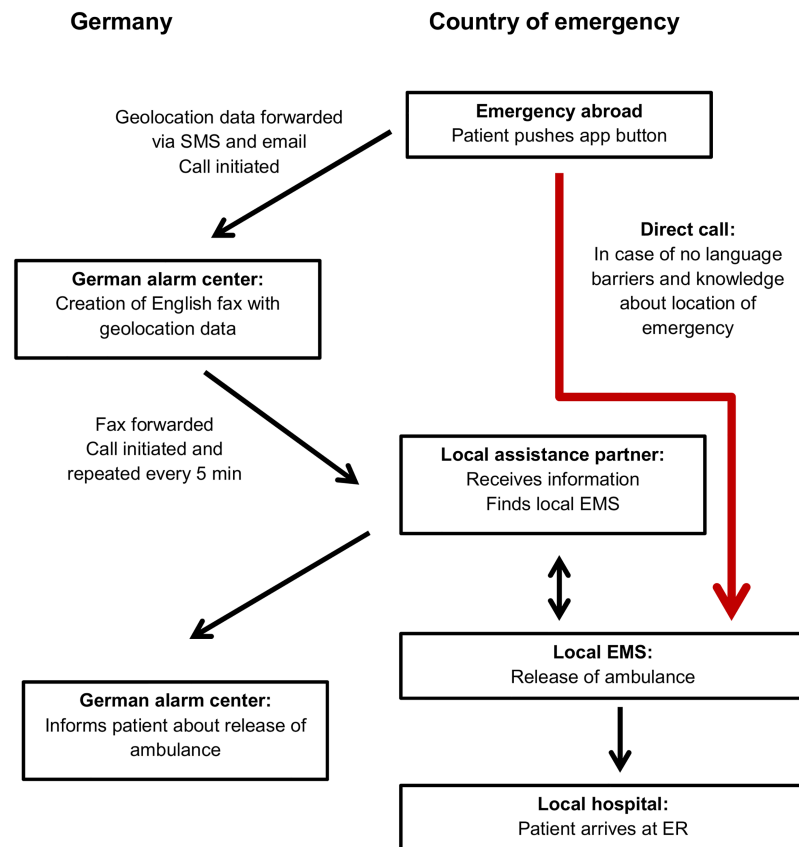 Germany
Country of emergency
Geolocation data forwarded
via SMS and email
Call initiated
Emergency abroad
Patient pushes app button
Direct call:
In case of no language
barriers and knowledge
about location of
emergency
German alarm center:
Creation of English fax with
geolocation data
Fax forwarded
Call initiated and
repeated every 5 min
Local assistance partner:
Receives information
Finds local EMS
Local EMS:
Release of ambulance
German alarm center:
Informs patient about release of
ambulance
Local hospital:
Patient arrives at ER